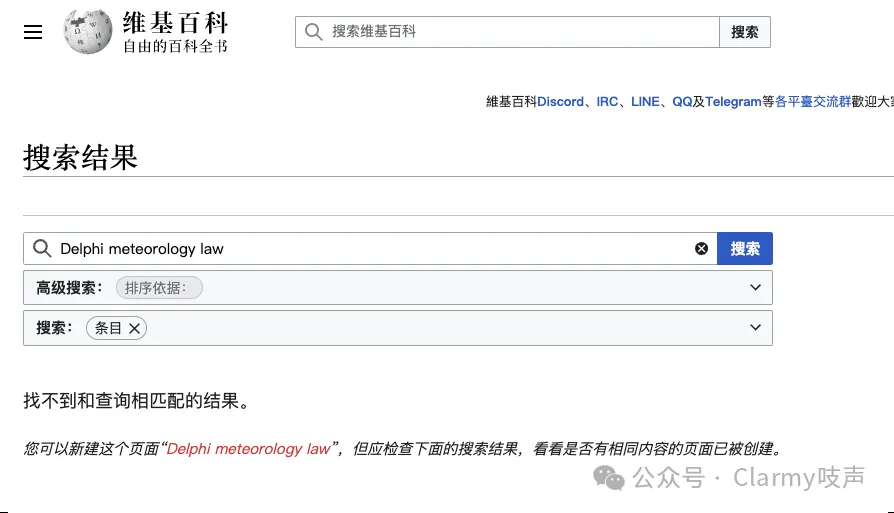 维基百科
自由的百科全书
搜索维基百科
搜索
維基百科Discord、IRC、LINE、QQ及Telegram等各平臺交流群歡迎大
搜索结果
Delphi meteorology law
搜索
高级搜索： 排序依据：
搜索： 条目
找不到和查询相匹配的结果。
您可以新建这个页面“Delphi meteorology law”，但应检查下面的搜索结果，看看是否有相同内容的页面已被创建。
公众号 · Clarmy吱声